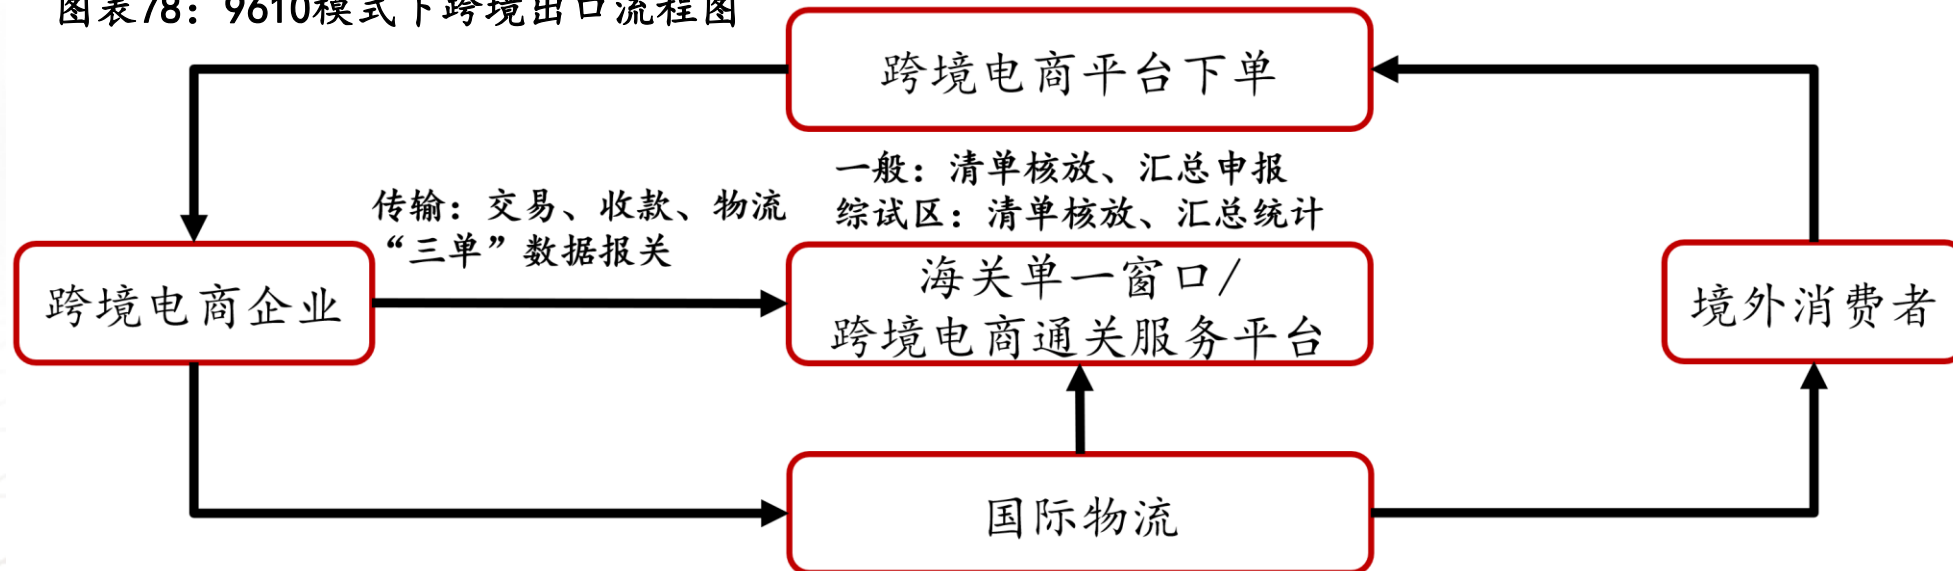 图表78：9610模式下跨境出口流程图
跨境电商平台下单
一般：清单核放、汇总申报
综试区：清单核放、汇总统计
传输：交易、收款、物流
“三单”数据报关
跨境电商企业
海关单一窗口/
跨境电商通关服务平台
境外消费者
国际物流